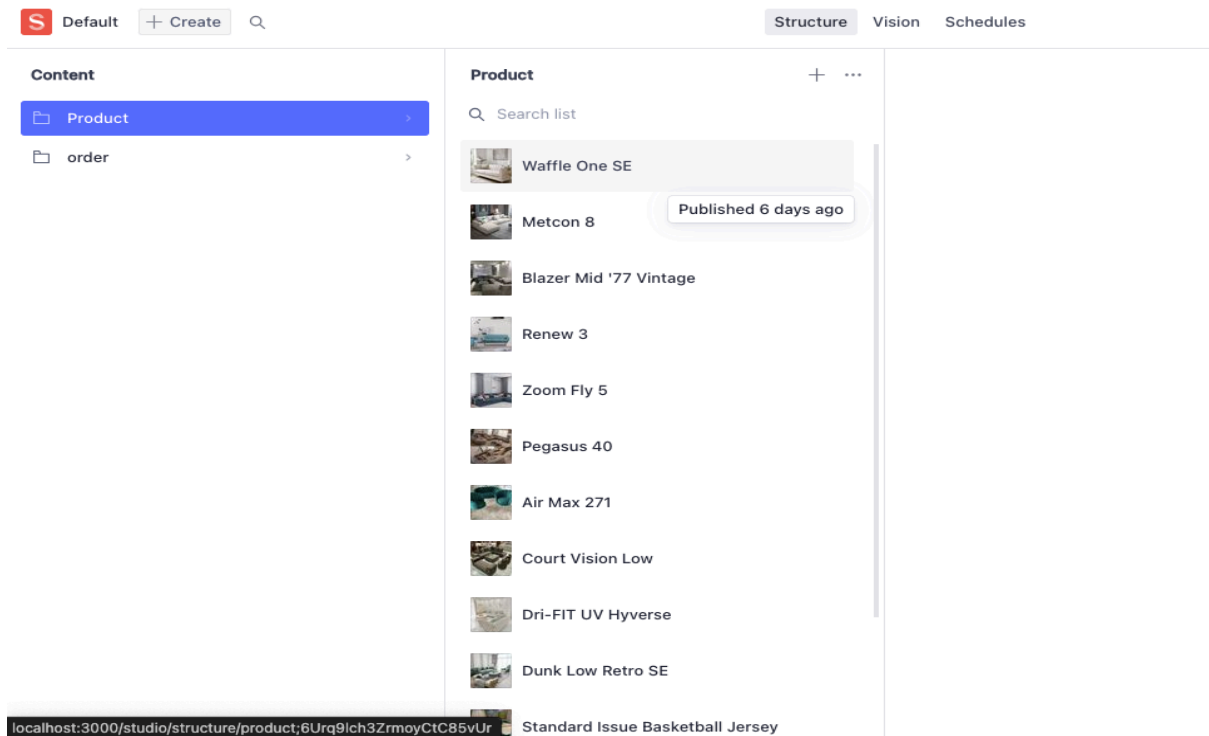 S Default + Create Structure Vision Schedules
Content
Product
order
Product
Search list
Waffle One SE
Published 6 days ago
Metcon 8
Blazer Mid '77 Vintage
Renew 3
Zoom Fly 5
Pegasus 40
Air Max 271
Court Vision Low
Dri-FIT UV Hyverse
Dunk Low Retro SE
Standard Issue Basketball Jersey
localhost:3000/studio/structure/product;6Urq9lch3ZrmoyCtC85vUr